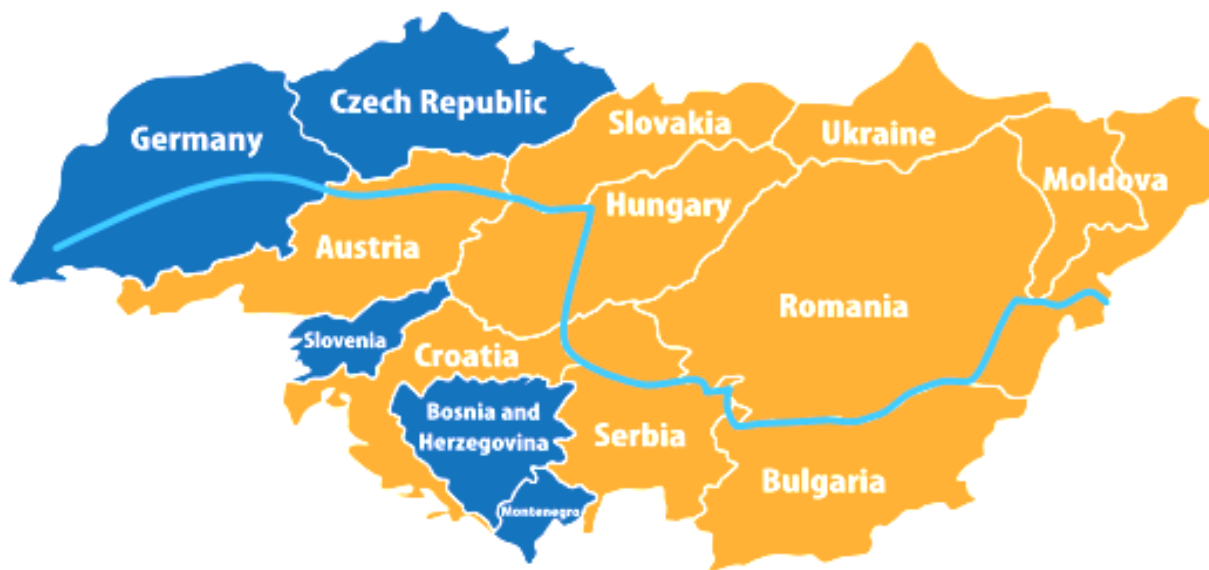 Czech Republic
Germany
Slovakia
Ukraine
Moldova
Hungary
Austria
Romania
Slovenia
Croatia
Bosnia and
Herzegovina
Serbia
Bulgaria
Montenegro